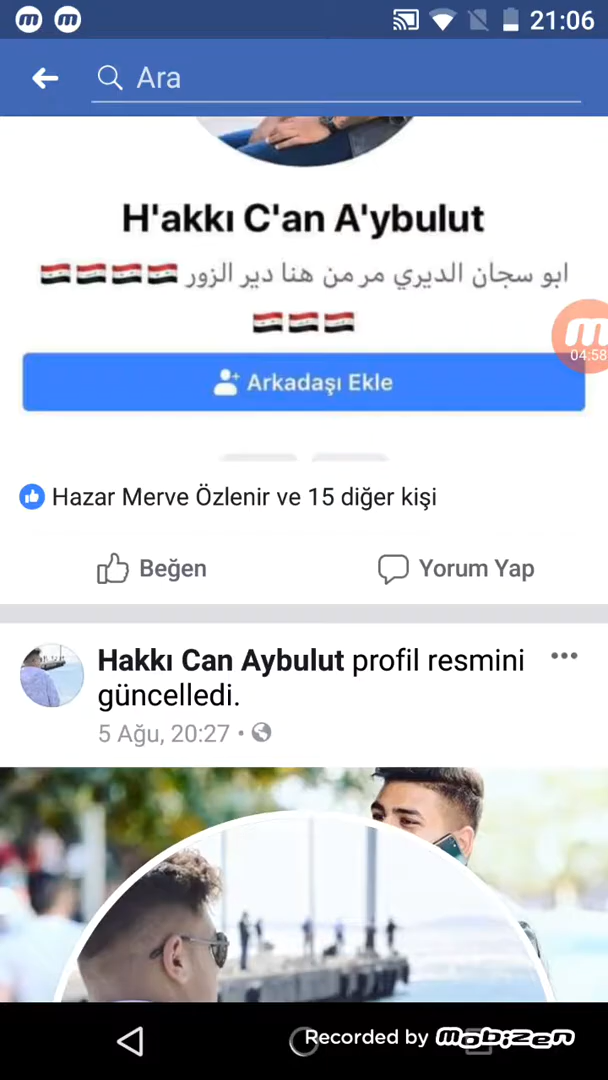 21:06
Ara
H'akkı C'an A'ybulut
ابو سجان الديري مر من هنا دير الزور
04:58
Arkadaşı Ekle
Hazar Merve Özlenir ve 15 diğer kişi
Beğen
Yorum Yap
Hakkı Can Aybulut profil resmini
güncelledi.
5 Ağu, 20:27 •
Recorded by mobizen